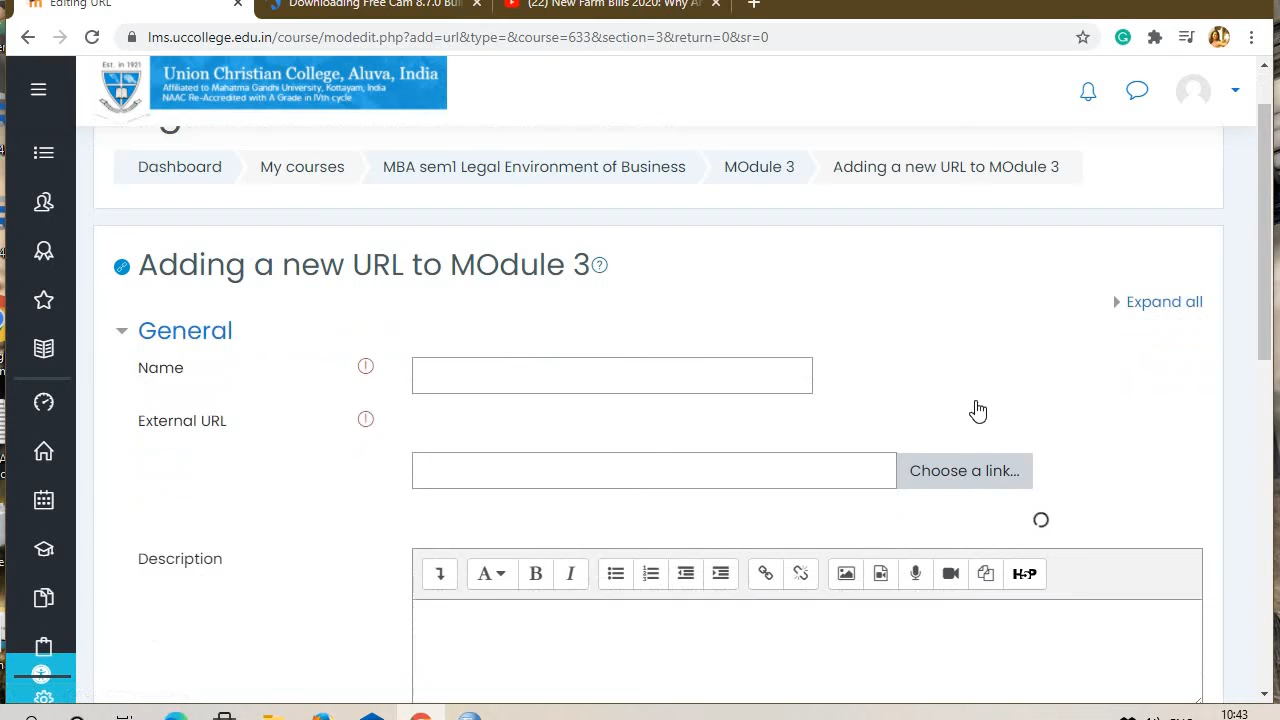 Editing URL
Downloading Free Cam 8.7.0 Bui
(22) New Farm Bills 2020: Why A
lms.uccollege.edu.in/course/modedit.php?add=url&type=&course=633&section=3&return=0&sr=0
Est. in 1921
Union Christian College, Aluva, India
Affiliated to Mahatma Gandhi University, Kottayam, India
NAAC Re-Accredited with A Grade in IVth cycle
Dashboard
My courses
MBA sem1 Legal Environment of Business
MOdule 3
Adding a new URL to MOdule 3
Adding a new URL to MOdule 3
Expand all
General
Name
External URL
Choose a link...
Description
A
B
I
H5P
10:43